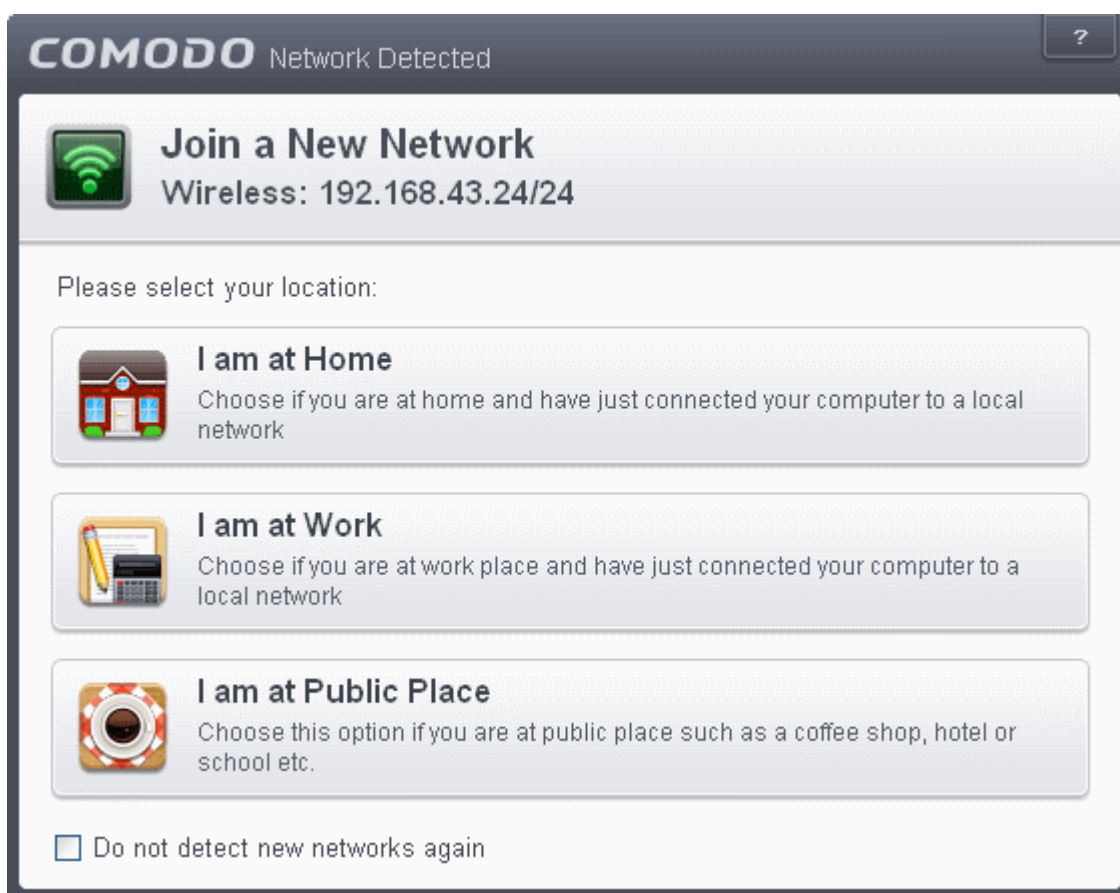 COMODO Network Detected
?
Join a New Network
Wireless: 192.168.43.24/24
Please select your location:
I am at Home
Choose if you are at home and have just connected your computer to a local
network
I am at Work
Choose if you are at work place and have just connected your computer to a
local network
I am at Public Place
Choose this option if you are at public place such as a coffee shop, hotel or
school etc.
Do not detect new networks again